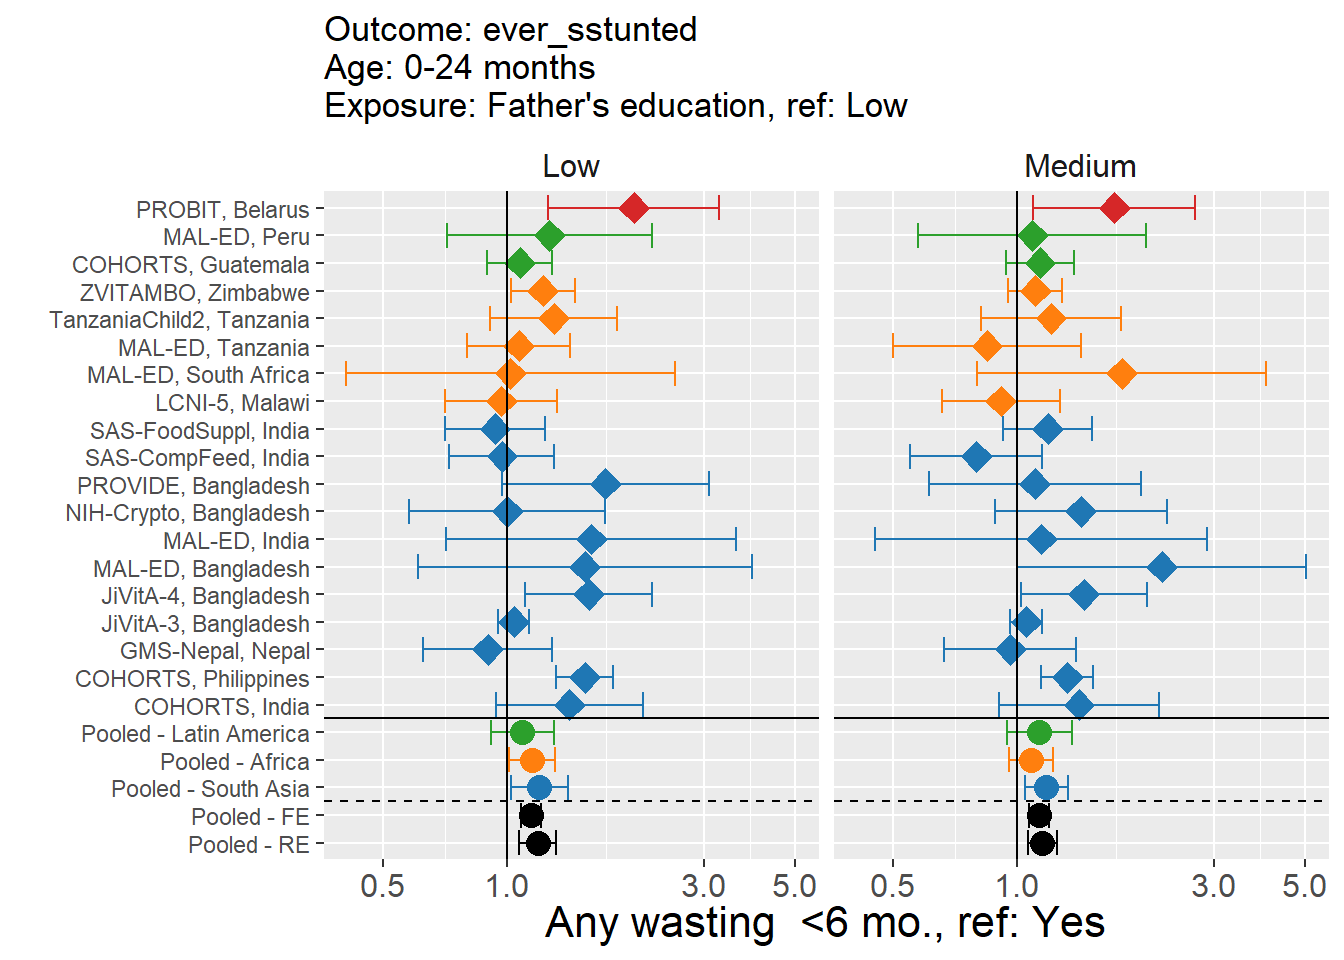 Outcome: ever_sstunted
Age: 0-24 months
Exposure: Father's education, ref: Low
Low
Medium
PROBIT, Belarus
MAL-ED, Peru
COHORTS, Guatemala
ZVITAMBO, Zimbabwe
TanzaniaChild2, Tanzania
MAL-ED, Tanzania
MAL-ED, South Africa
LCNI-5, Malawi
SAS-FoodSuppl, India
SAS-CompFeed, India
PROVIDE, Bangladesh
NIH-Crypto, Bangladesh
MAL-ED, India
MAL-ED, Bangladesh
JiVitA-4, Bangladesh
JiVitA-3, Bangladesh
GMS-Nepal, Nepal
COHORTS, Philippines
COHORTS, India
Pooled - Latin America
Pooled - Africa
Pooled - South Asia
Pooled - FE
Pooled - RE
0.5 1.0 3.0 5.0
0.5 1.0 3.0 5.0
Any wasting  <6 mo., ref: Yes